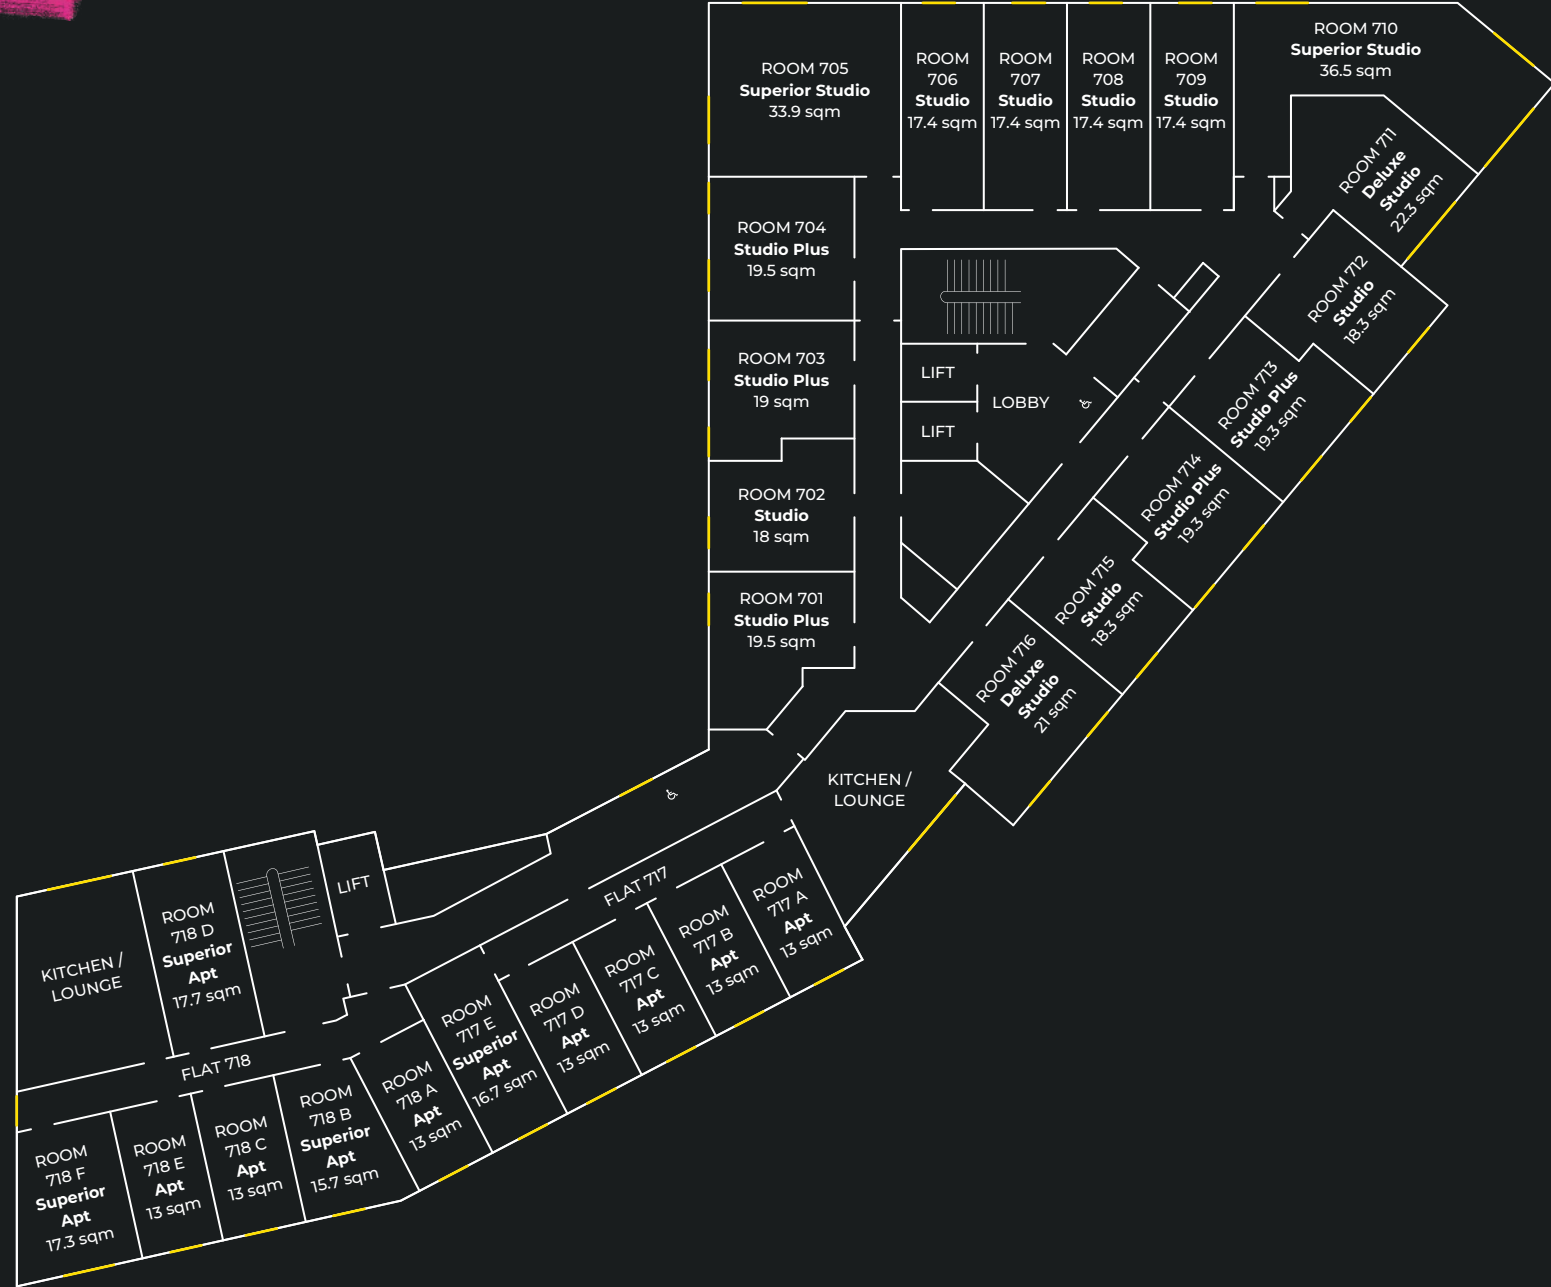 ROOM 705
Superior Studio
33.9 sqm
ROOM
706
Studio
17.4 sqm
ROOM
707
Studio
17.4 sqm
ROOM
708
Studio
17.4 sqm
ROOM
709
Studio
17.4 sqm
ROOM 710
Superior Studio
36.5 sqm
ROOM 711
Deluxe
Studio
22.3 sqm
ROOM 704
Studio Plus
19.5 sqm
ROOM 712
Studio
18.3 sqm
ROOM 703
Studio Plus
19 sqm
LIFT
LOBBY
LIFT
ROOM 713
Studio Plus
19.3 sqm
ROOM 702
Studio
18 sqm
ROOM 714
Studio Plus
19.3 sqm
ROOM 701
Studio Plus
19.5 sqm
ROOM 715
Studio
18.3 sqm
ROOM 716
Deluxe
Studio
21 sqm
KITCHEN /
LOUNGE
FLAT 717
ROOM
717 A
Apt
13 sqm
ROOM
717 B
Apt
13 sqm
ROOM
717 C
Apt
13 sqm
ROOM
717 D
Apt
13 sqm
ROOM
717 E
Superior
Apt
16.7 sqm
LIFT
ROOM
718 D
Superior
Apt
17.7 sqm
KITCHEN /
LOUNGE
FLAT 718
ROOM
718 A
Apt
13 sqm
ROOM
718 B
Superior
Apt
15.7 sqm
ROOM
718 C
Apt
13 sqm
ROOM
718 E
Apt
13 sqm
ROOM
718 F
Superior
Apt
17.3 sqm